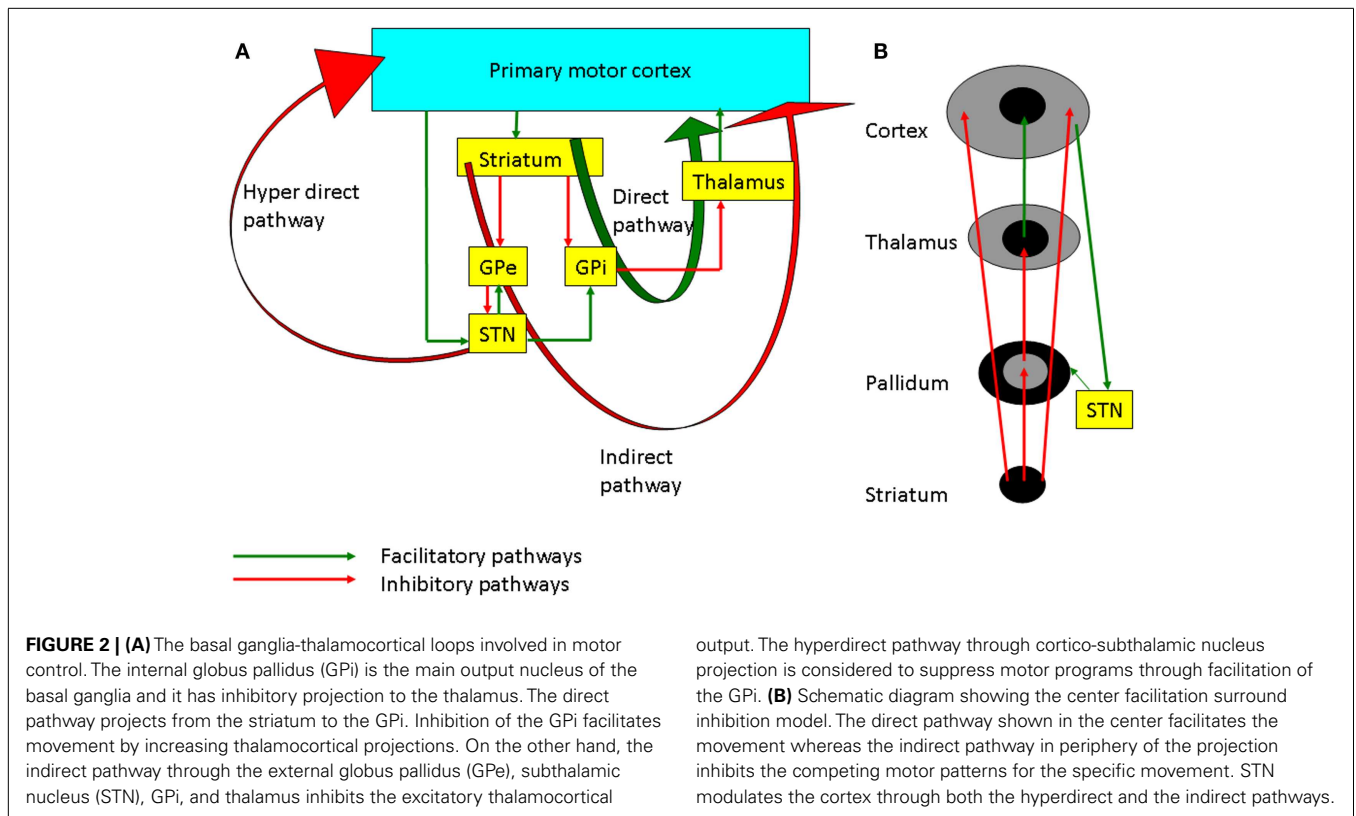 A
Primary motor cortex
Striatum
Thalamus
Hyper direct
pathway
Direct
pathway
GPe
GPi
STN
Indirect
pathway
Facilitatory pathways
Inhibitory pathways
B
Cortex
Thalamus
Pallidum
STN
Striatum
FIGURE 2 | (A) The basal ganglia-thalamocortical loops involved in motor
control. The internal globus pallidus (GPi) is the main output nucleus of the
basal ganglia and it has inhibitory projection to the thalamus. The direct
pathway projects from the striatum to the GPi. Inhibition of the GPi facilitates
movement by increasing thalamocortical projections. On the other hand, the
indirect pathway through the external globus pallidus (GPe), subthalamic
nucleus (STN), GPi, and thalamus inhibits the excitatory thalamocortical
output. The hyperdirect pathway through cortico-subthalamic nucleus
projection is considered to suppress motor programs through facilitation of
the GPi. (B) Schematic diagram showing the center facilitation surround
inhibition model. The direct pathway shown in the center facilitates the
movement whereas the indirect pathway in periphery of the projection
inhibits the competing motor patterns for the specific movement. STN
modulates the cortex through both the hyperdirect and the indirect pathways.